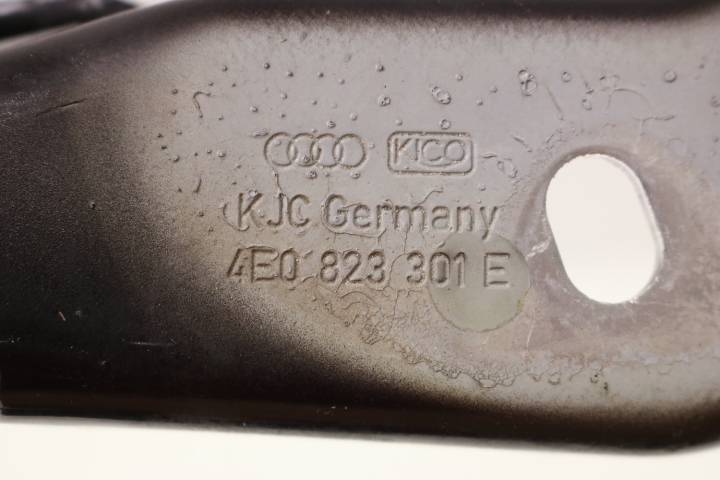 KICO
KJC Germany
4E0 823 301 E